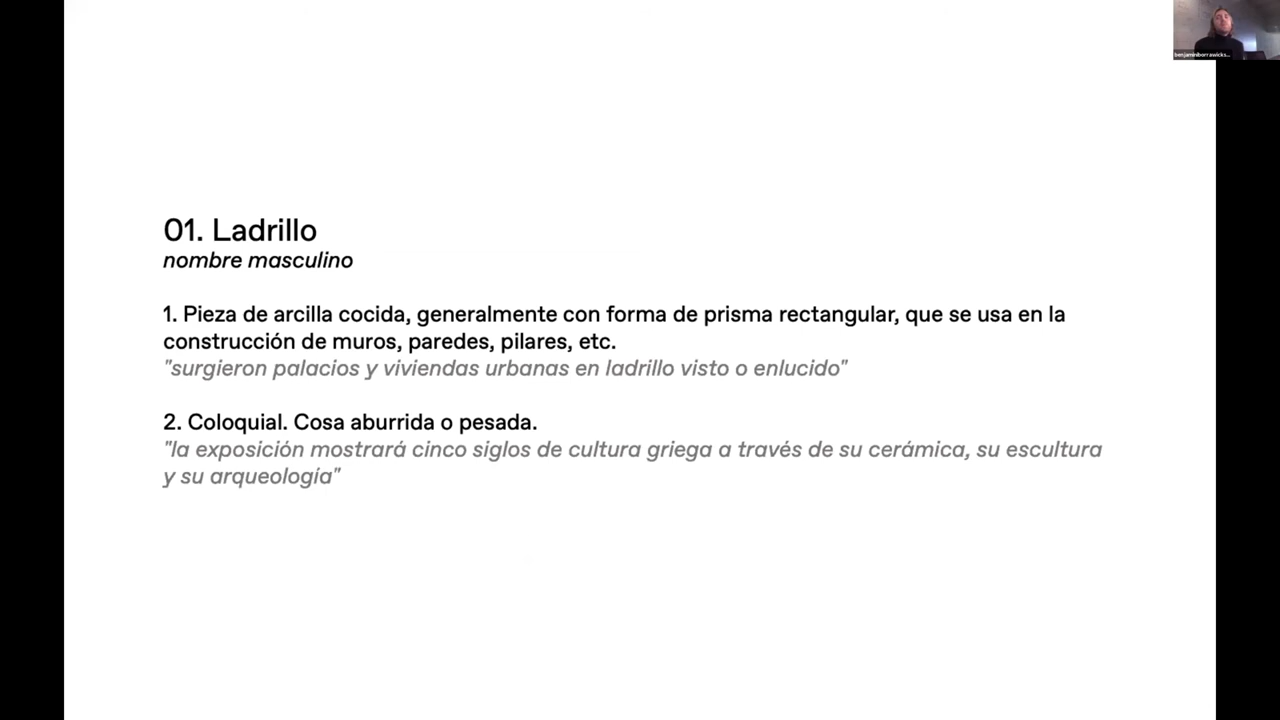 benjaminborrawicks...
01. Ladrillo
nombre masculino
1. Pieza de arcilla cocida, generalmente con forma de prisma rectangular, que se usa en la
construcción de muros, paredes, pilares, etc.
"surgieron palacios y viviendas urbanas en ladrillo visto o enlucido"
2. Coloquial. Cosa aburrida o pesada.
"la exposición mostrará cinco siglos de cultura griega a través de su cerámica, su escultura
y su arqueología"